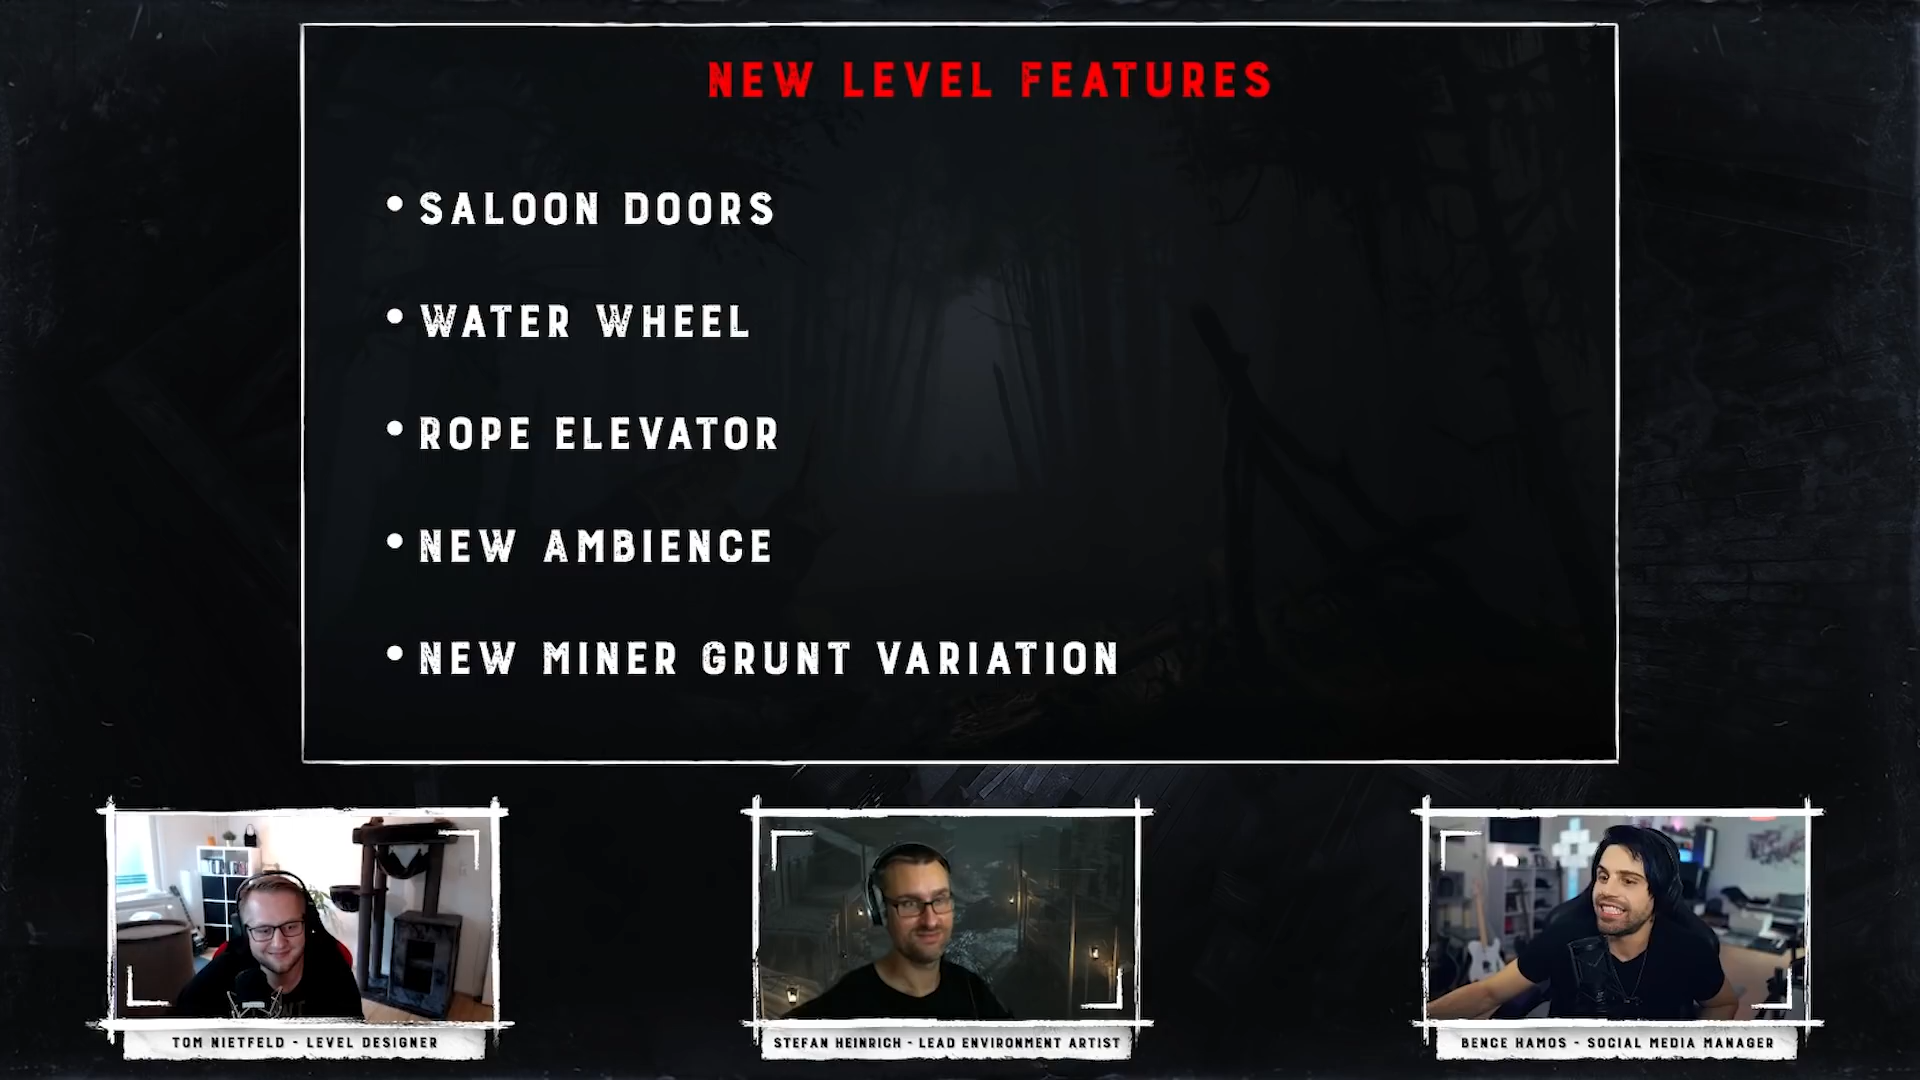 NEW LEVEL FEATURES
• SALOON DOORS
• WATER WHEEL
• ROPE ELEVATOR
• NEW AMBIENCE
• NEW MINER GRUNT VARIATION
TOM NIETFELD - LEVEL DESIGNER
STEFAN HEINRICH - LEAD ENVIRONMENT ARTIST
BENCE HAMOS - SOCIAL MEDIA MANAGER